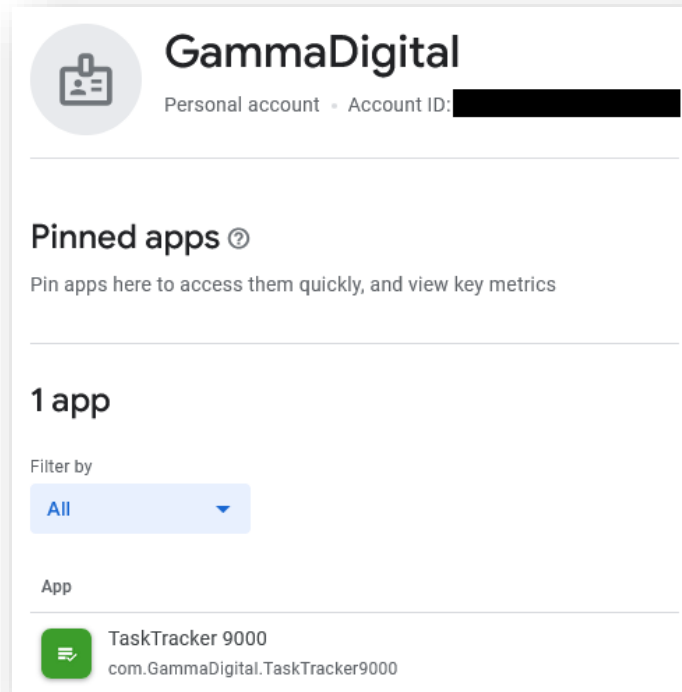 GammaDigital
Personal account • Account ID:
Pinned apps
Pin apps here to access them quickly, and view key metrics
1 app
Filter by
All
App
TaskTracker 9000
com.GammaDigital.TaskTracker9000